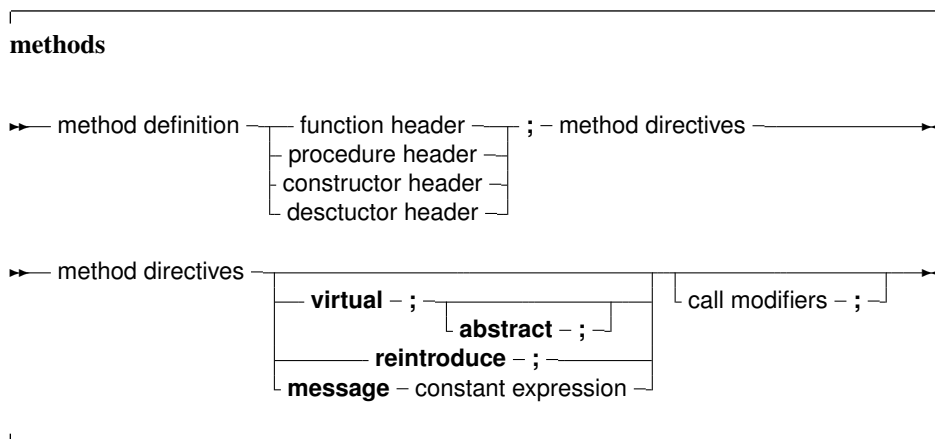 methods
method definition function header ; method directives
procedure header
constructor header
desctuctor header
method directives
virtual ; call modifiers ;
abstract ;
reintroduce ;
message constant expression